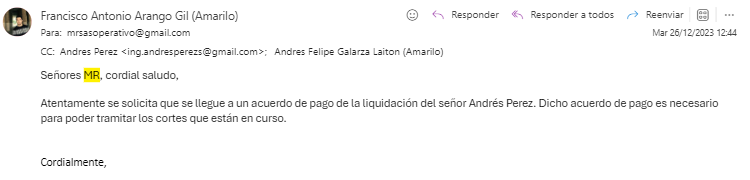 Francisco Antonio Arango Gil (Amarilo)
Responder
Responder a todos
Reenviar
Para: mrsasoperativo@gmail.com
Mar 26/12/2023 12:44
CC: Andres Perez <ing.andresperezs@gmail.com>; Andres Felipe Galarza Laiton (Amarilo)
Señores MR, cordial saludo,
Atentamente se solicita que se llegue a un acuerdo de pago de la liquidación del señor Andrés Perez. Dicho acuerdo de pago es necesario
para poder tramitar los cortes que están en curso.
Cordialmente,